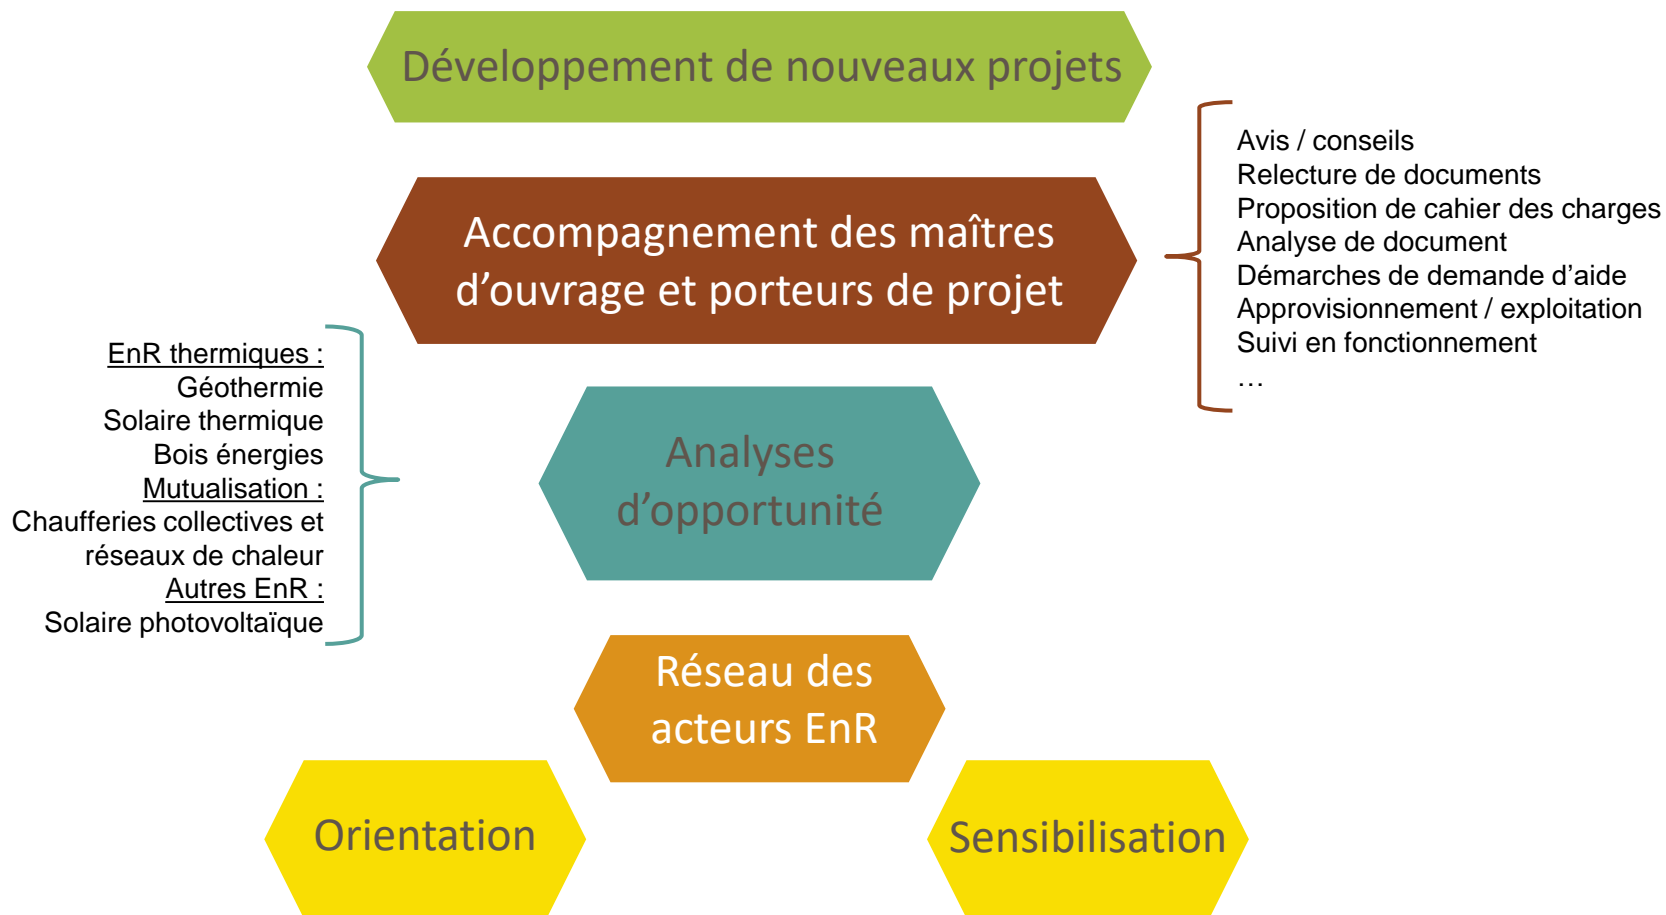 Développement de nouveaux projets
Accompagnement des maîtres
d’ouvrage et porteurs de projet
Avis / conseils
Relecture de documents
Proposition de cahier des charges
Analyse de document
Démarches de demande d’aide
Approvisionnement / exploitation
Suivi en fonctionnement
…
EnR thermiques :
Géothermie
Solaire thermique
Bois énergies
Mutualisation :
Chaufferies collectives et
réseaux de chaleur
Autres EnR :
Solaire photovoltaïque
Analyses
d’opportunité
Réseau des
acteurs EnR
Orientation
Sensibilisation